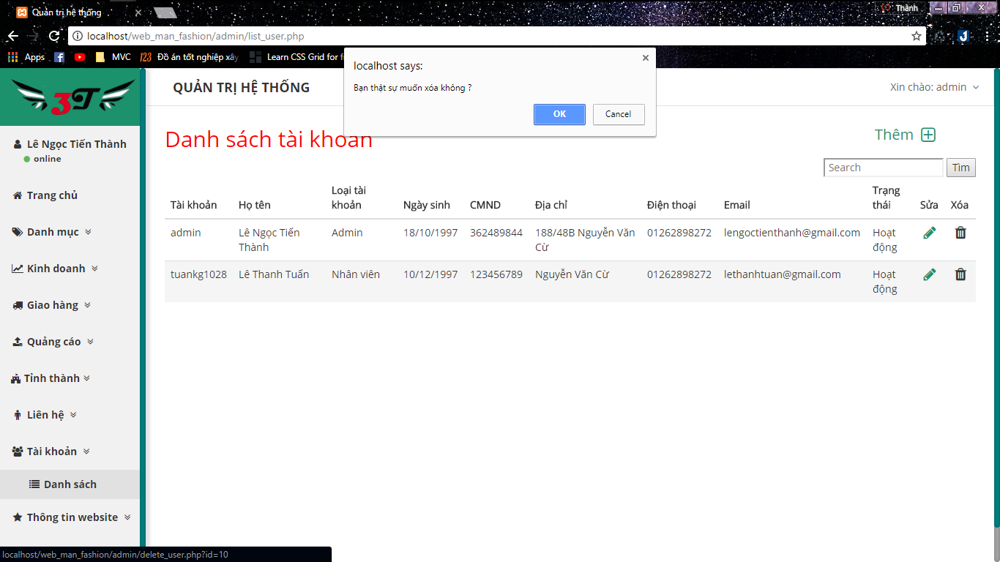 Quản trị hệ thống
Thành
localhost/web_man_fashion/admin/list_user.php
Apps
MVC
123 Đồ án tốt nghiệp xây
Learn CSS Grid for f
localhost says:
Bạn thật sự muốn xóa không ?
OK
Cancel
3T
QUẢN TRỊ HỆ THỐNG
Xin chào: admin
Lê Ngọc Tiến Thành
online
Trang chủ
Danh mục
Kinh doanh
Giao hàng
Quảng cáo
Tỉnh thành
Liên hệ
Tài khoản
Danh sách
Thông tin website
Danh sách tài khoản
Thêm
Search
Tìm
Tài khoản Họ tên Loại tài khoản Ngày sinh CMND Địa chỉ Điện thoại Email Trạng thái Sửa Xóa
admin Lê Ngọc Tiến Thành Admin 18/10/1997 362489844 188/48B Nguyễn Văn Cừ 01262898272 lengoctienthanh@gmail.com Hoạt động
tuankg1028 Lê Thanh Tuấn Nhân viên 10/12/1997 123456789 Nguyễn Văn Cừ 01262898272 lethanhtuan@gmail.com Hoạt động
localhost/web_man_fashion/admin/delete_user.php?id=10